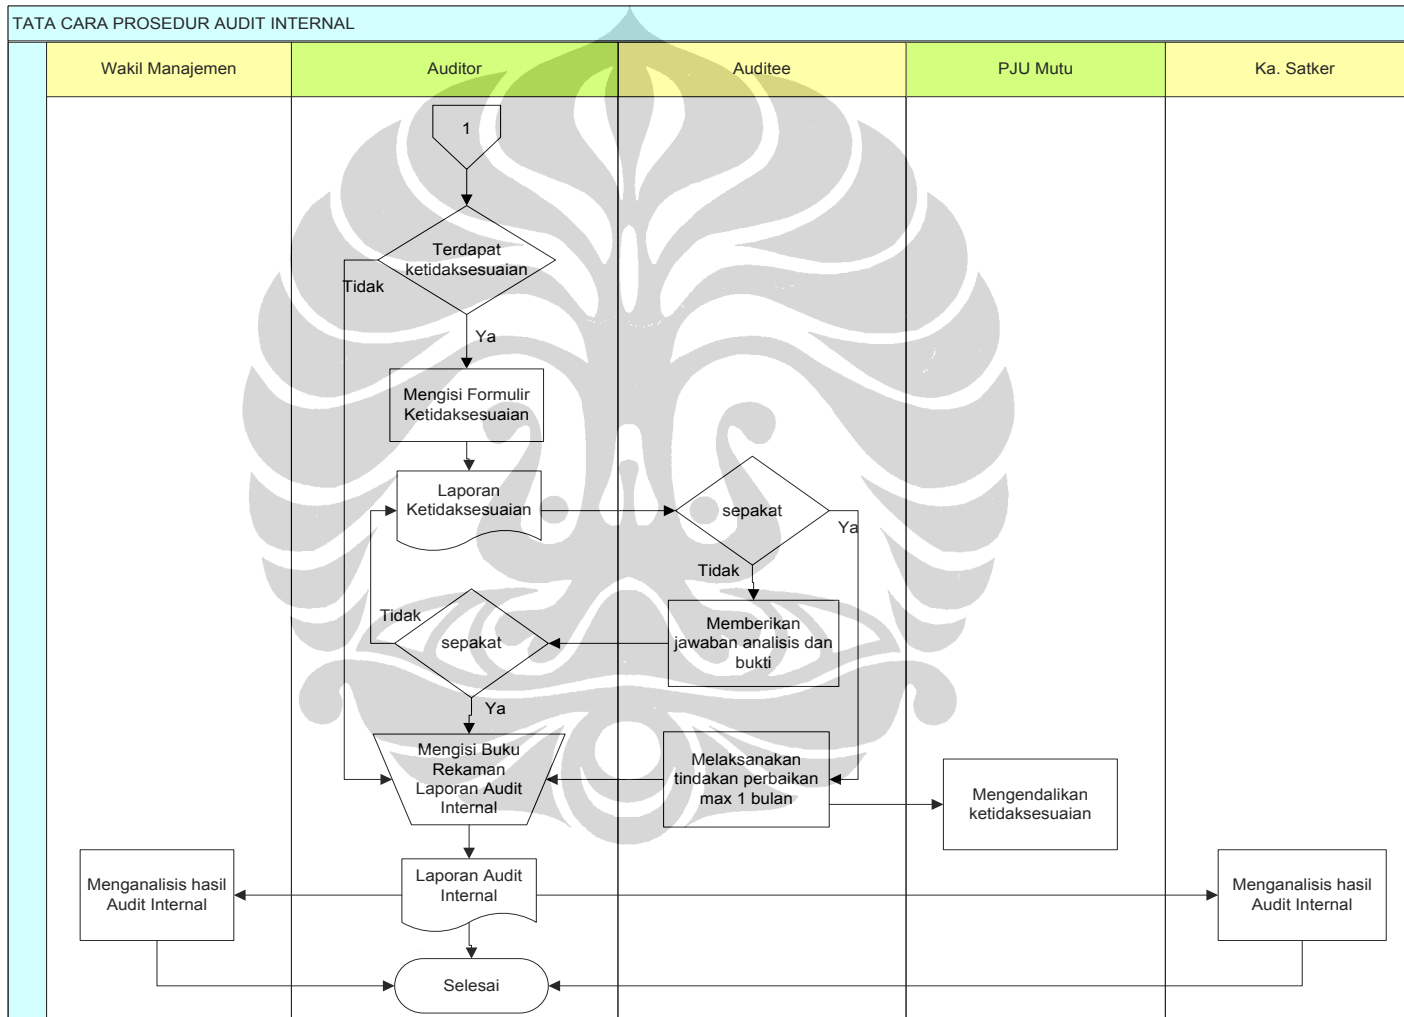 TATA CARA PROSEDUR AUDIT INTERNAL
Wakil Manajemen
Auditor
Auditee
PJU Mutu
Ka. Satker
1
Terdapat
ketidaksesuaian
Tidak
Ya
Mengisi Formulir
Ketidaksesuaian
Laporan
Ketidaksesuaian
sepakat
Ya
Tidak
Memberikan
jawaban analisis dan
bukti
Tidak
sepakat
Ya
Mengisi Buku
Rekaman
Laporan Audit
Internal
Melaksanakan
tindakan perbaikan
max 1 bulan
Mengendalikan
ketidaksesuaian
Menganalisis hasil
Audit Internal
Laporan Audit
Internal
Menganalisis hasil
Audit Internal
Selesai